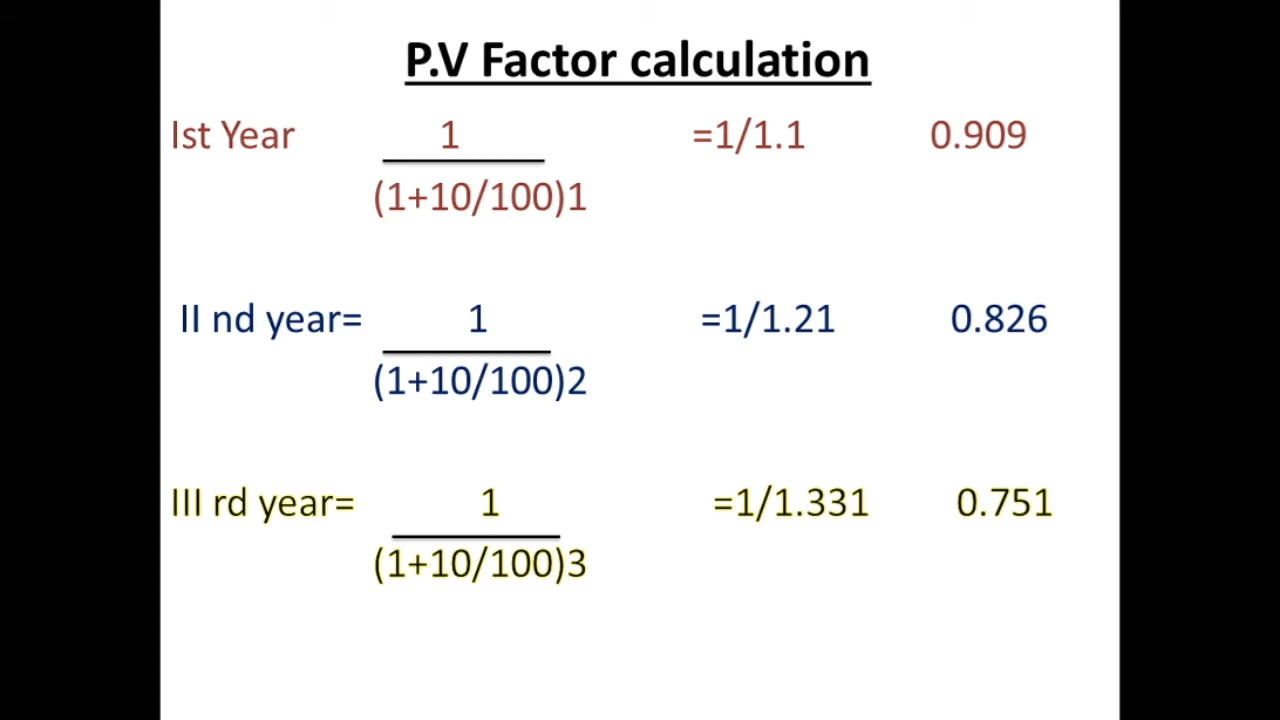 P.V Factor calculation
Ist Year 1 =1/1.1 0.909
(1+10/100)1
II nd year= 1 =1/1.21 0.826
(1+10/100)2
III rd year= 1 =1/1.331 0.751
(1+10/100)3